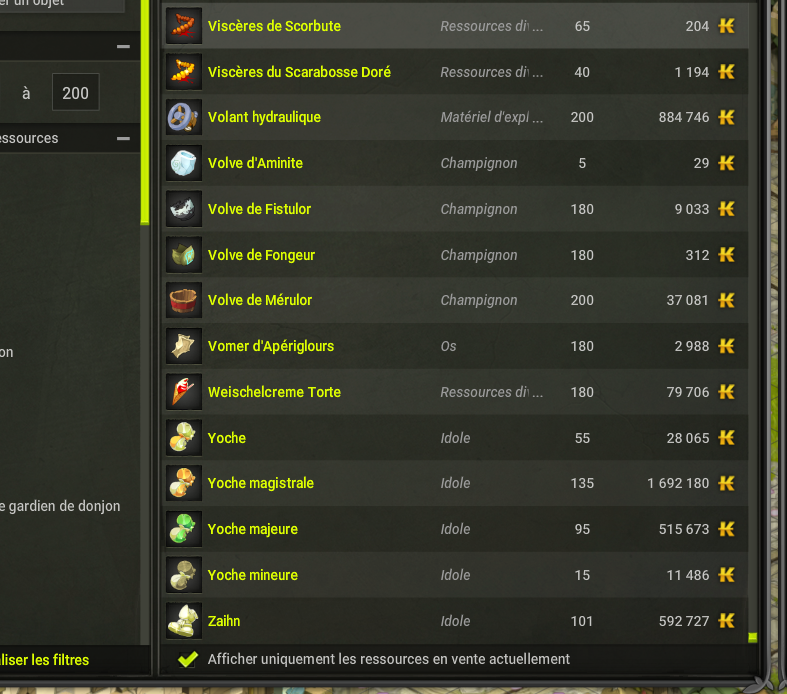 er un objet
à 200
essources
on
e gardien de donjon
liser les filtres
Viscères de Scorbute Ressources di ... 65 204
Viscères du Scarabosse Doré Ressources di ... 40 1 194
Volant hydraulique Matériel d'expl ... 200 884 746
Volve d'Aminite Champignon 5 29
Volve de Fistulor Champignon 180 9 033
Volve de Fongeur Champignon 180 312
Volve de Mérulor Champignon 200 37 081
Vomer d'Apériglours Os 180 2 988
Weischelcreme Torte Ressources di ... 180 79 706
Yoche Idole 55 28 065
Yoche magistrale Idole 135 1 692 180
Yoche majeure Idole 95 515 673
Yoche mineure Idole 15 11 486
Zaihn Idole 101 592 727
Afficher uniquement les ressources en vente actuellement